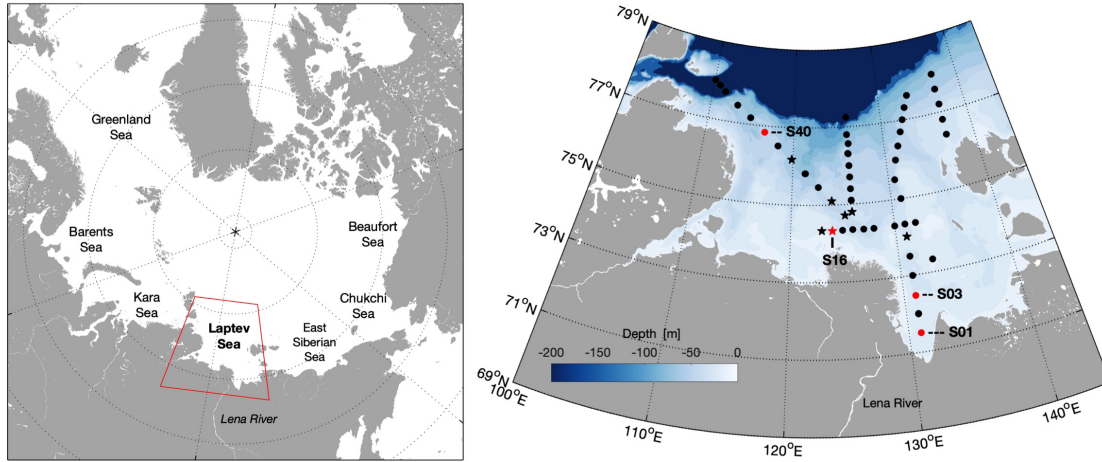 Greenland
Sea
Barents
Sea
Kara
Sea
Laptev
Sea
East
Siberian
Sea
Chukchi
Sea
Beaufort
Sea
Lena River
79°N
77°N
75°N
73°N
71°N
69°N
100°E
110°E
120°E
130°E
140°E
S40
S16
S03
S01
Depth [m]
-200 -150 -100 -50 0
Lena River